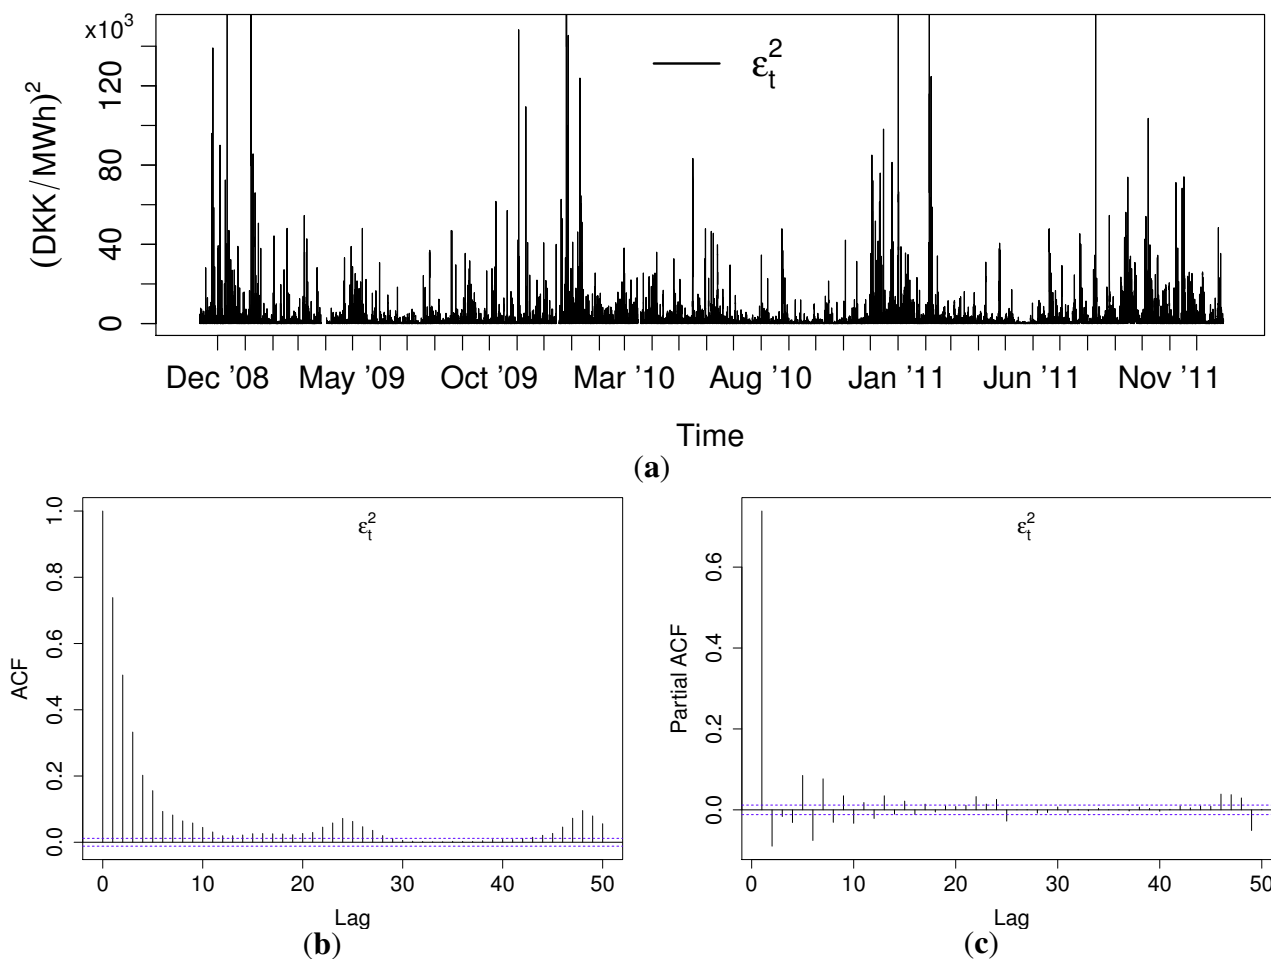 x10³
(DKK/MWh)²
0 40 80 120
εₜ²
Dec '08 May '09 Oct '09 Mar '10 Aug '10 Jan '11 Jun '11 Nov '11
Time
(a)
ACF
0.0 0.2 0.4 0.6 0.8 1.0
εₜ²
0 10 20 30 40 50
Lag
(b)
Partial ACF
0.0 0.2 0.4 0.6
εₜ²
0 10 20 30 40 50
Lag
(c)